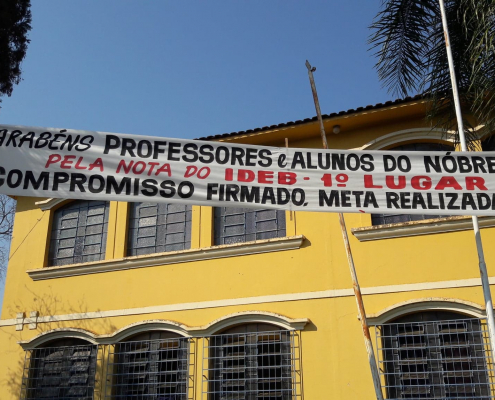 ARABÉNS PROFESSORES e ALUNOS DO NÓBRE
PELA NOTA DO IDEB - 1º LUGAR
COMPROMISSO FIRMADO, META REALIZADA